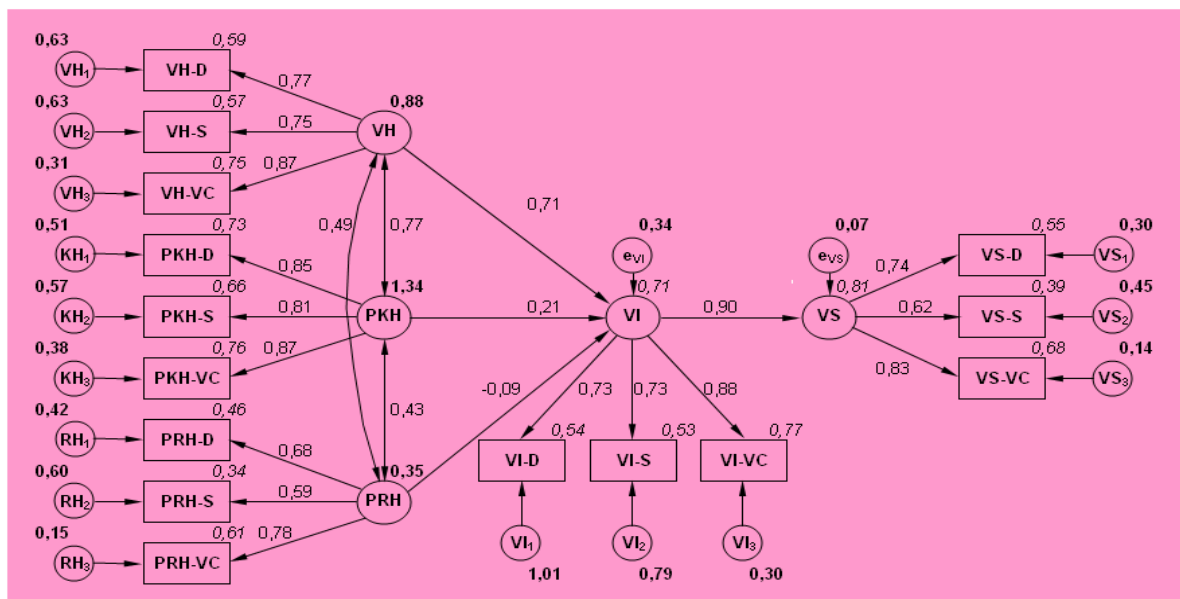 0,63 0,59
VH1 VH-D
0,77
0,63 0,57 0,88
VH2 VH-S 0,75 VH
0,31 0,75 0,87
VH3 VH-VC
0,71
0,51 0,73 0,49 0,77 0,34 0,07 0,55 0,30
KH1 PKH-D eVI eVS VS-D VS1
0,85 0,74
0,57 0,66 1,34 0,71 0,81 0,39 0,45
KH2 PKH-S 0,81 PKH 0,21 VI 0,90 VS 0,62 VS-S VS2
0,38 0,76 0,87 0,68 0,14
KH3 PKH-VC 0,83 VS-VC VS3
-0,09 0,73 0,73 0,88
0,42 0,46 0,43
RH1 PRH-D 0,54 0,53 0,77
0,68 VI-D VI-S VI-VC
0,60 0,34 0,35
RH2 PRH-S 0,59 PRH
0,15 0,61 0,78
VI1 VI2 VI3
RH3 PRH-VC
1,01 0,79 0,30